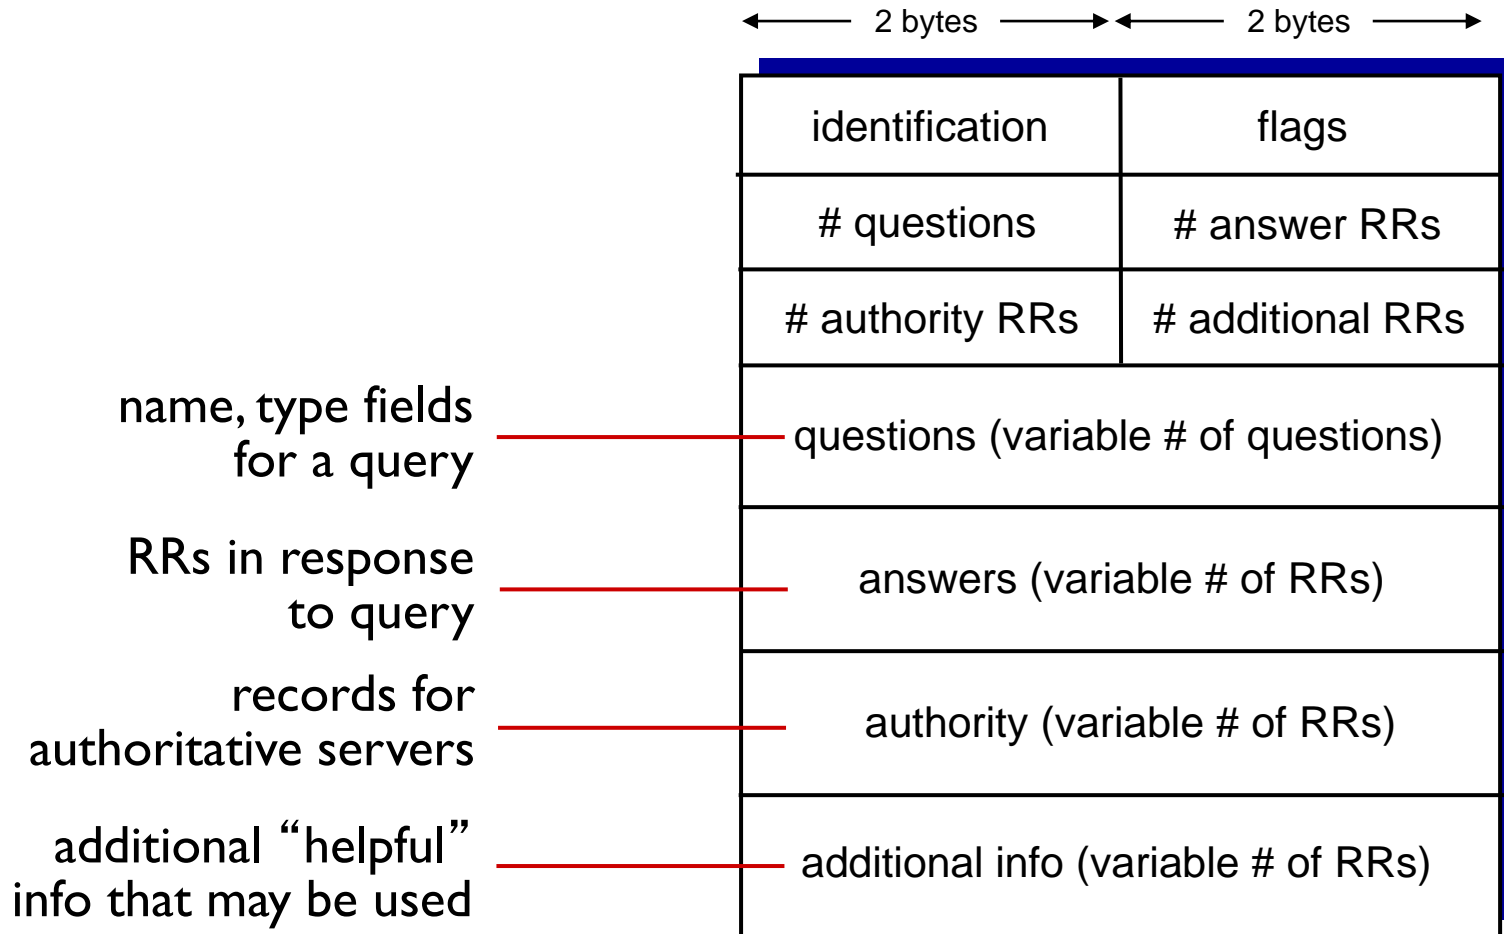 2 bytes 2 bytes
identification flags
# questions # answer RRs
# authority RRs # additional RRs
name, type fields
for a query
questions (variable # of questions)
RRs in response
to query
answers (variable # of RRs)
records for
authoritative servers
authority (variable # of RRs)
additional “helpful”
info that may be used
additional info (variable # of RRs)